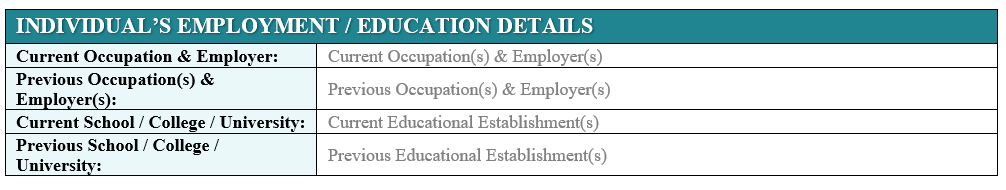 INDIVIDUAL’S EMPLOYMENT / EDUCATION DETAILS
Current Occupation & Employer: Current Occupation(s) & Employer(s)
Previous Occupation(s) &
Employer(s): Previous Occupation(s) & Employer(s)
Current School / College / University: Current Educational Establishment(s)
Previous School / College /
University: Previous Educational Establishment(s)